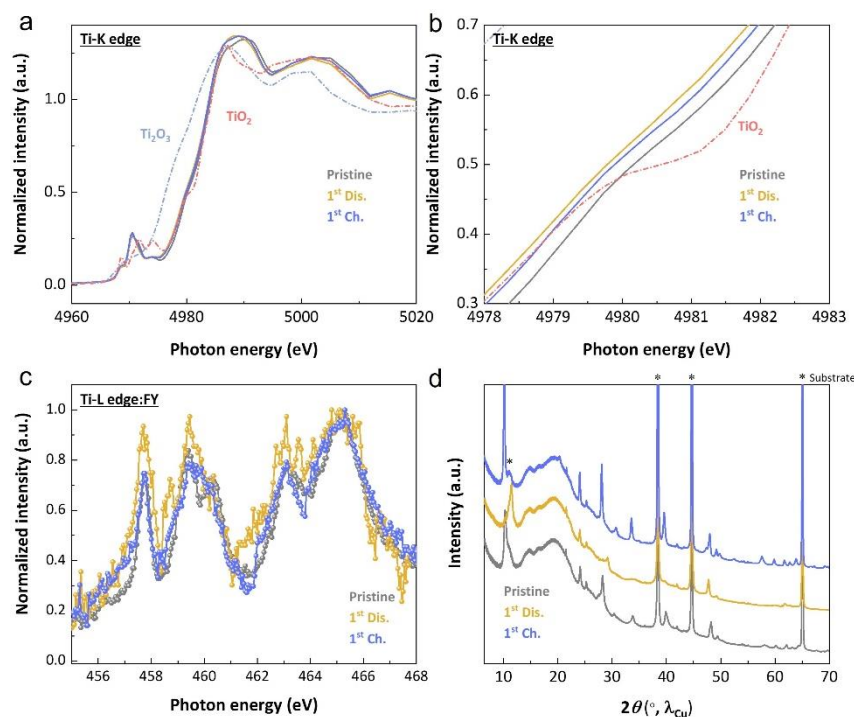 a
Ti-K edge
Normalized intensity (a.u.)
1.0
0.5
0.0
Ti₂O₃
TiO₂
Pristine
1st Dis.
1st Ch.
4960 4980 5000 5020
Photon energy (eV)
b
Ti-K edge
Normalized intensity (a.u.)
0.7
0.6
0.5
0.4
0.3
TiO₂
Pristine
1st Dis.
1st Ch.
4978 4979 4980 4981 4982 4983
Photon energy (eV)
c
Ti-L edge:FY
Normalized intensity (a.u.)
1.0
0.8
0.6
0.4
0.2
0.0
Pristine
1st Dis.
1st Ch.
456 458 460 462 464 466 468
Photon energy (eV)
d
* * * Substrate
*
Intensity (a.u.)
Pristine
1st Dis.
1st Ch.
10 20 30 40 50 60 70
2θ (°, λCu)